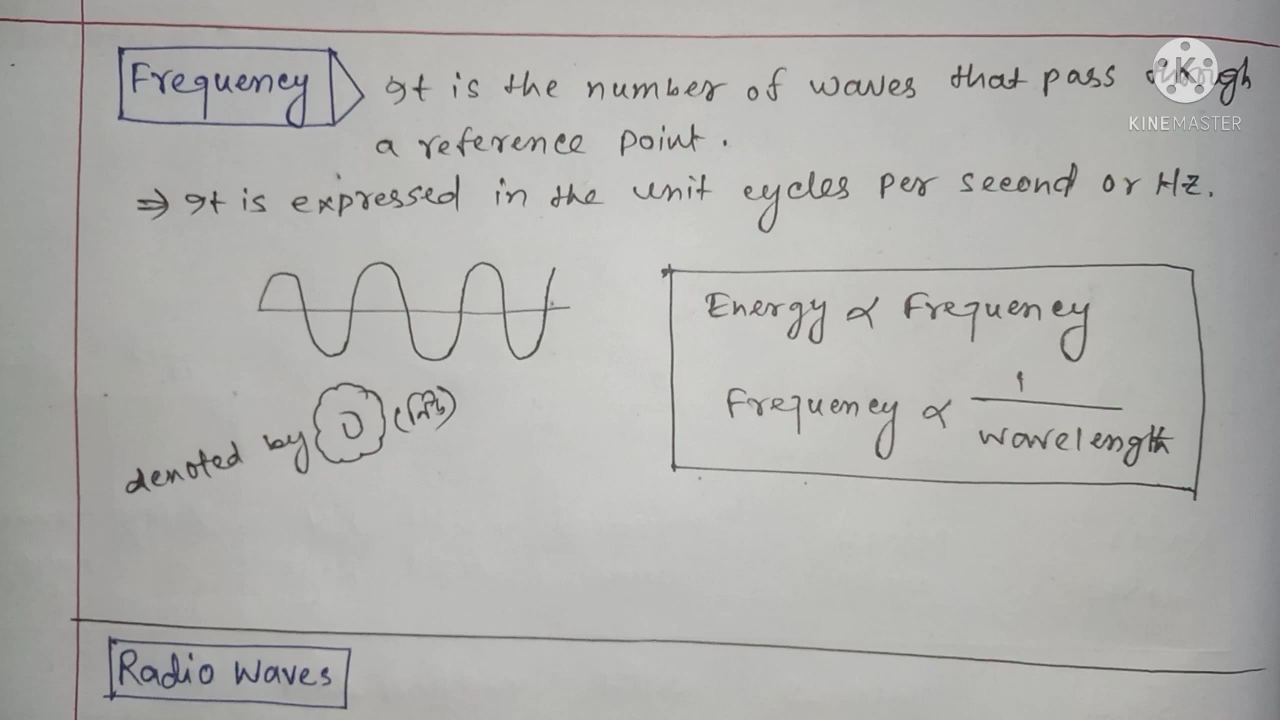 Frequency It is the number of waves that pass through
a reference point.
⇒ It is expressed in the unit cycles per second or Hz.
Energy ∝ Frequency
Frequency ∝ 1
wavelength
denoted by ν
Radio waves
KINEMASTER